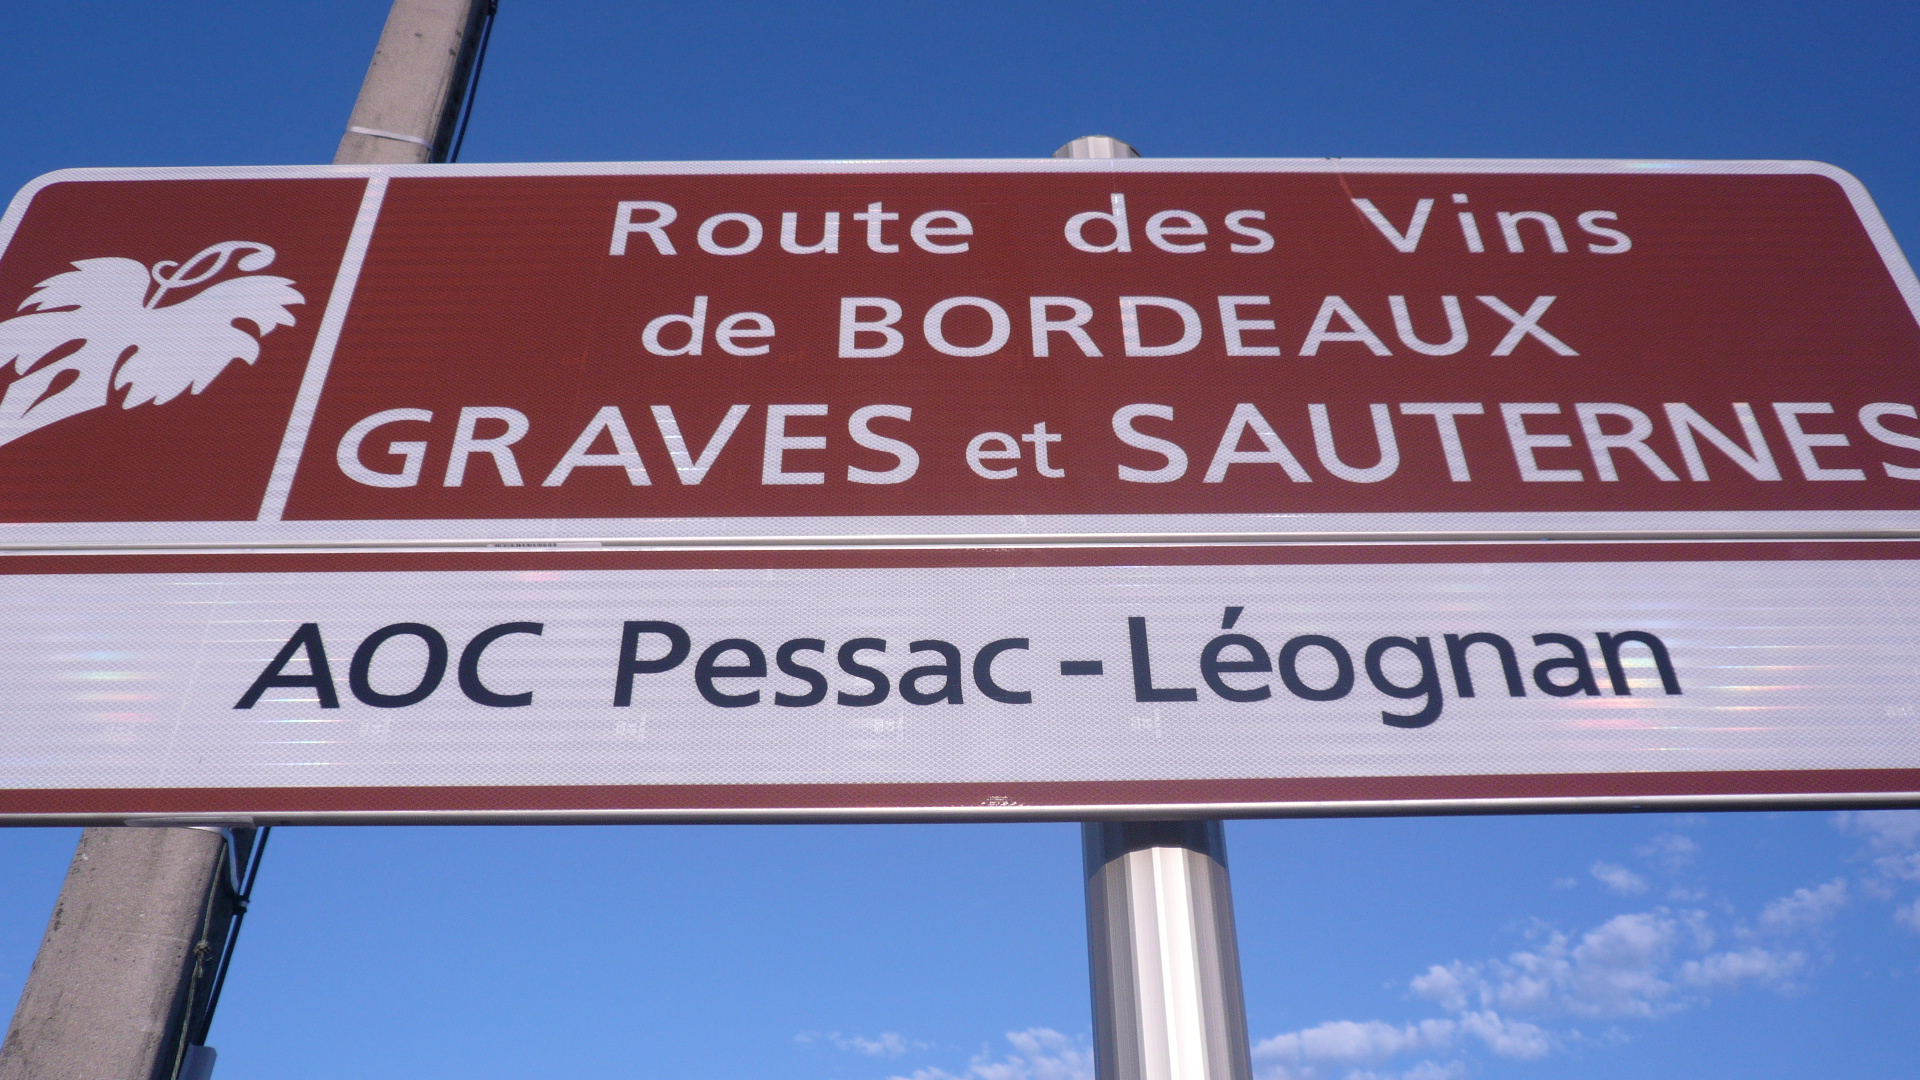 Route des Vins
de BORDEAUX
GRAVES et SAUTERNES
AOC Pessac-Léognan